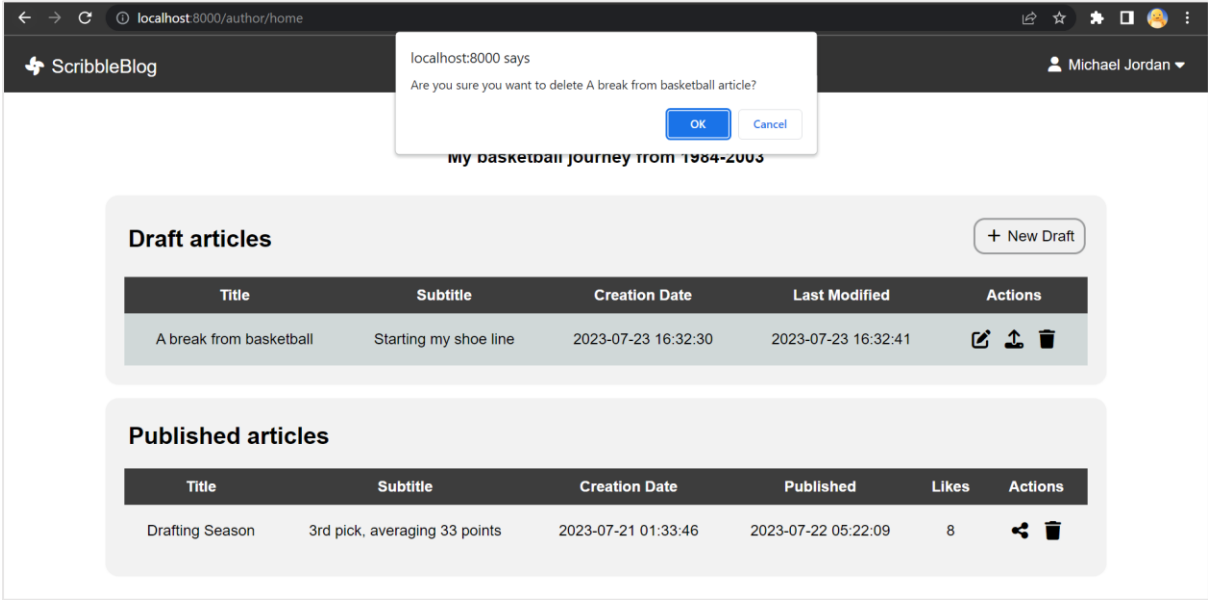 localhost:8000/author/home
ScribbleBlog
localhost:8000 says
Are you sure you want to delete A break from basketball article?
OK Cancel
Michael Jordan
My basketball journey from 1984-2003
Draft articles
+ New Draft
Title Subtitle Creation Date Last Modified Actions
A break from basketball Starting my shoe line 2023-07-23 16:32:30 2023-07-23 16:32:41
Published articles
Title Subtitle Creation Date Published Likes Actions
Drafting Season 3rd pick, averaging 33 points 2023-07-21 01:33:46 2023-07-22 05:22:09 8